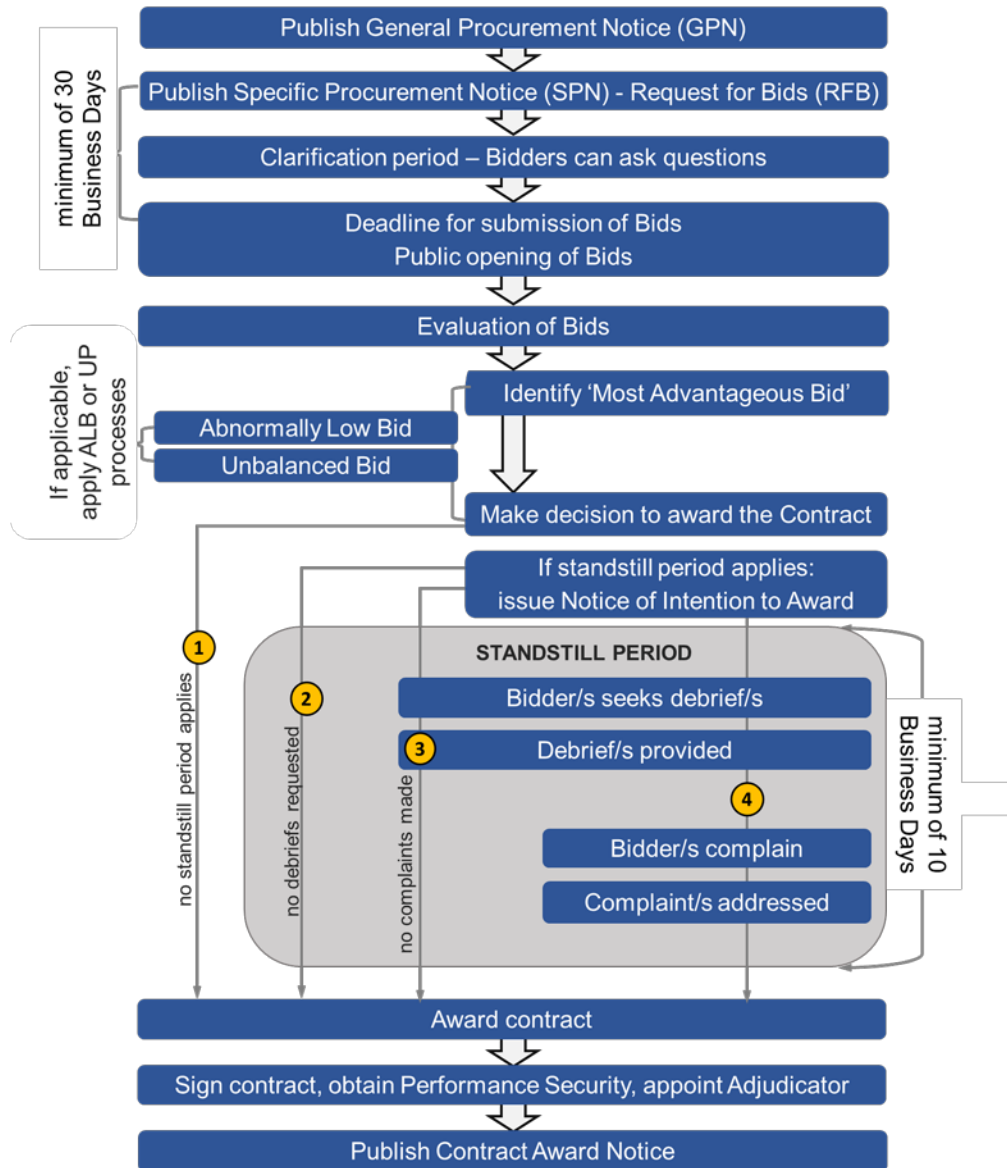 Publish General Procurement Notice (GPN)
minimum of 30
Business Days
Publish Specific Procurement Notice (SPN) - Request for Bids (RFB)
Clarification period – Bidders can ask questions
Deadline for submission of Bids
Public opening of Bids
Evaluation of Bids
If applicable,
apply ALB or UP
processes
Identify ‘Most Advantageous Bid’
Abnormally Low Bid
Unbalanced Bid
Make decision to award the Contract
If standstill period applies:
issue Notice of Intention to Award
1
no standstill period applies
2
no debriefs requested
STANDSTILL PERIOD
Bidder/s seeks debrief/s
3
Debrief/s provided
no complaints made
4
Bidder/s complain
Complaint/s addressed
minimum of 10
Business Days
Award contract
Sign contract, obtain Performance Security, appoint Adjudicator
Publish Contract Award Notice